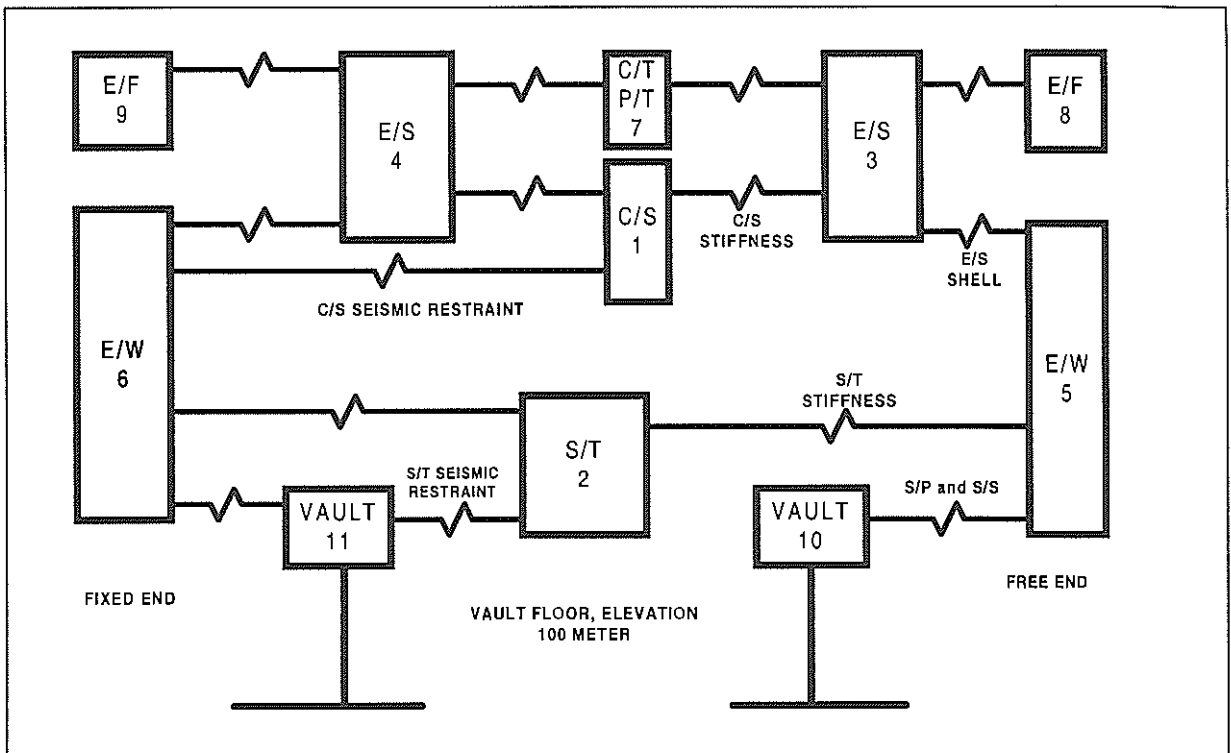 E/F
9
E/S
4
C/T
P/T
7
E/S
3
E/F
8
C/S
1
C/S
STIFFNESS
E/S
SHELL
C/S SEISMIC RESTRAINT
E/W
6
E/W
5
S/T
STIFFNESS
S/T
2
S/T SEISMIC
RESTRAINT
S/P and S/S
VAULT
11
VAULT
10
FIXED END
VAULT FLOOR, ELEVATION
100 METER
FREE END